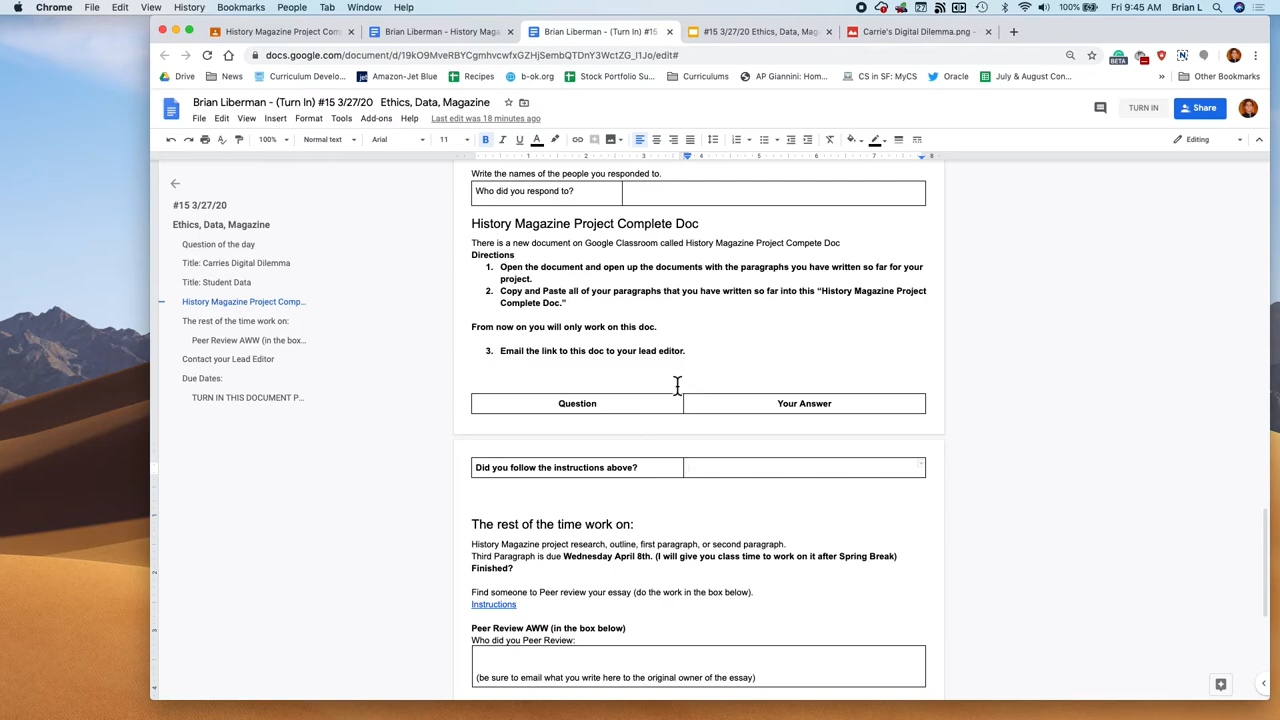 Chrome File Edit View History Bookmarks People Tab Window Help 100% Fri 9:45 AM Brian L
History Magazine Project Com
Brian Liberman - History Maga
Brian Liberman - (Turn In) #15
#15 3/27/20 Ethics, Data, Mag
Carrie's Digital Dilemma.png -
docs.google.com/document/d/19kO9MveRBYCgmhvcwfxGZHjSembQTDnY3WctZG_I1Jo/edit#
BETA
Drive News Curriculum Devel... Amazon-Jet Blue Recipes b-ok.org Stock Portfolio Su... Curriculums AP Giannini: Hom... CS in SF: MyCS Oracle July & August Con... » Other Bookmarks
Brian Liberman - (Turn In) #15 3/27/20 Ethics, Data, Magazine
TURN IN Share
File Edit View Insert Format Tools Add-ons Help Last edit was 18 minutes ago
100% Normal text Arial 11 B I U A Editing
1 2 3 4 5 6 7 8
#15 3/27/20
Ethics, Data, Magazine
Question of the day
Title: Carries Digital Dilemma
Title: Student Data
History Magazine Project Comp...
The rest of the time work on:
Peer Review AWW (in the box...
Contact your Lead Editor
Due Dates:
TURN IN THIS DOCUMENT P...
Write the names of the people you responded to.
Who did you respond to?
History Magazine Project Complete Doc
There is a new document on Google Classroom called History Magazine Project Compete Doc
Directions
1. Open the document and open up the documents with the paragraphs you have written so far for your
project.
2. Copy and Paste all of your paragraphs that you have written so far into this “History Magazine Project
Complete Doc.”
From now on you will only work on this doc.
3. Email the link to this doc to your lead editor.
Question Your Answer
Did you follow the instructions above?
The rest of the time work on:
History Magazine project research, outline, first paragraph, or second paragraph.
Third Paragraph is due Wednesday April 8th. (I will give you class time to work on it after Spring Break)
Finished?
Find someone to Peer review your essay (do the work in the box below).
Instructions
Peer Review AWW (in the box below)
Who did you Peer Review:
(be sure to email what you write here to the original owner of the essay)